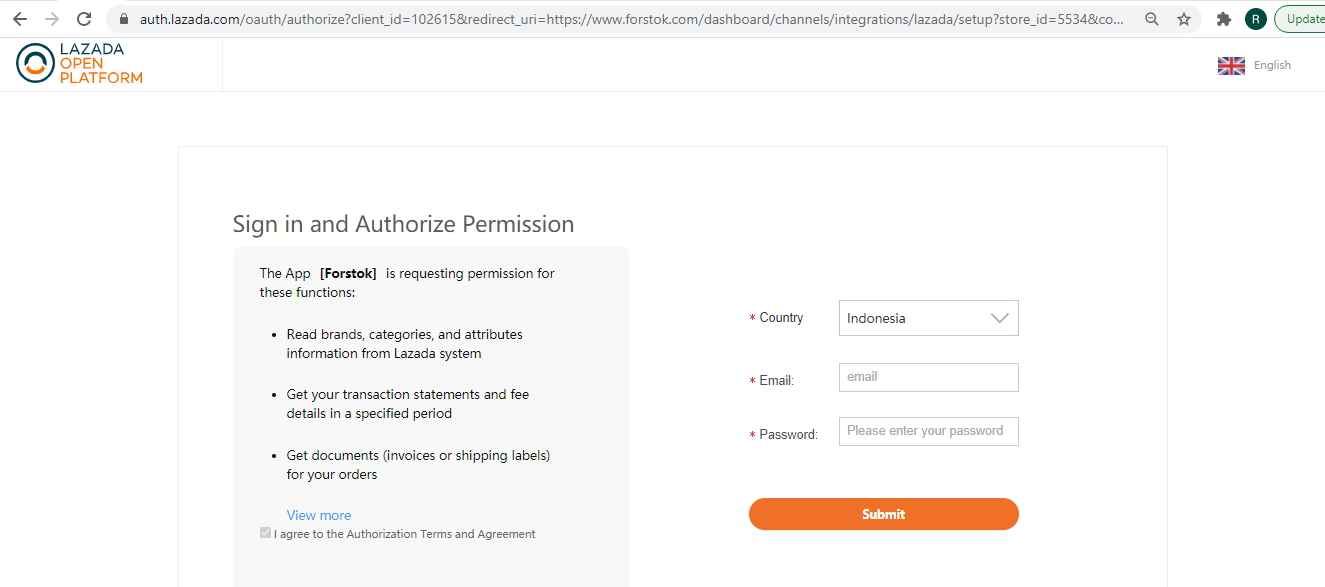 auth.lazada.com/oauth/authorize?client_id=102615&redirect_uri=https://www.forstok.com/dashboard/channels/integrations/lazada/setup?store_id=5534&co...
R
Update
LAZADA
OPEN
PLATFORM
English
Sign in and Authorize Permission
The App [Forstok] is requesting permission for
these functions:
• Read brands, categories, and attributes
information from Lazada system
• Get your transaction statements and fee
details in a specified period
• Get documents (invoices or shipping labels)
for your orders
View more
I agree to the Authorization Terms and Agreement
* Country
Indonesia
* Email:
email
* Password:
Please enter your password
Submit